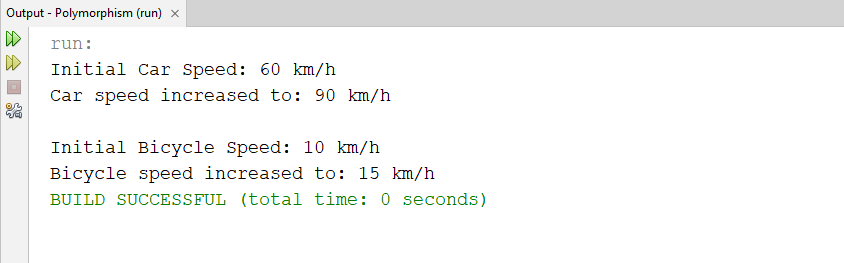 Output - Polymorphism (run) ×
run:
Initial Car Speed: 60 km/h
Car speed increased to: 90 km/h
Initial Bicycle Speed: 10 km/h
Bicycle speed increased to: 15 km/h
BUILD SUCCESSFUL (total time: 0 seconds)